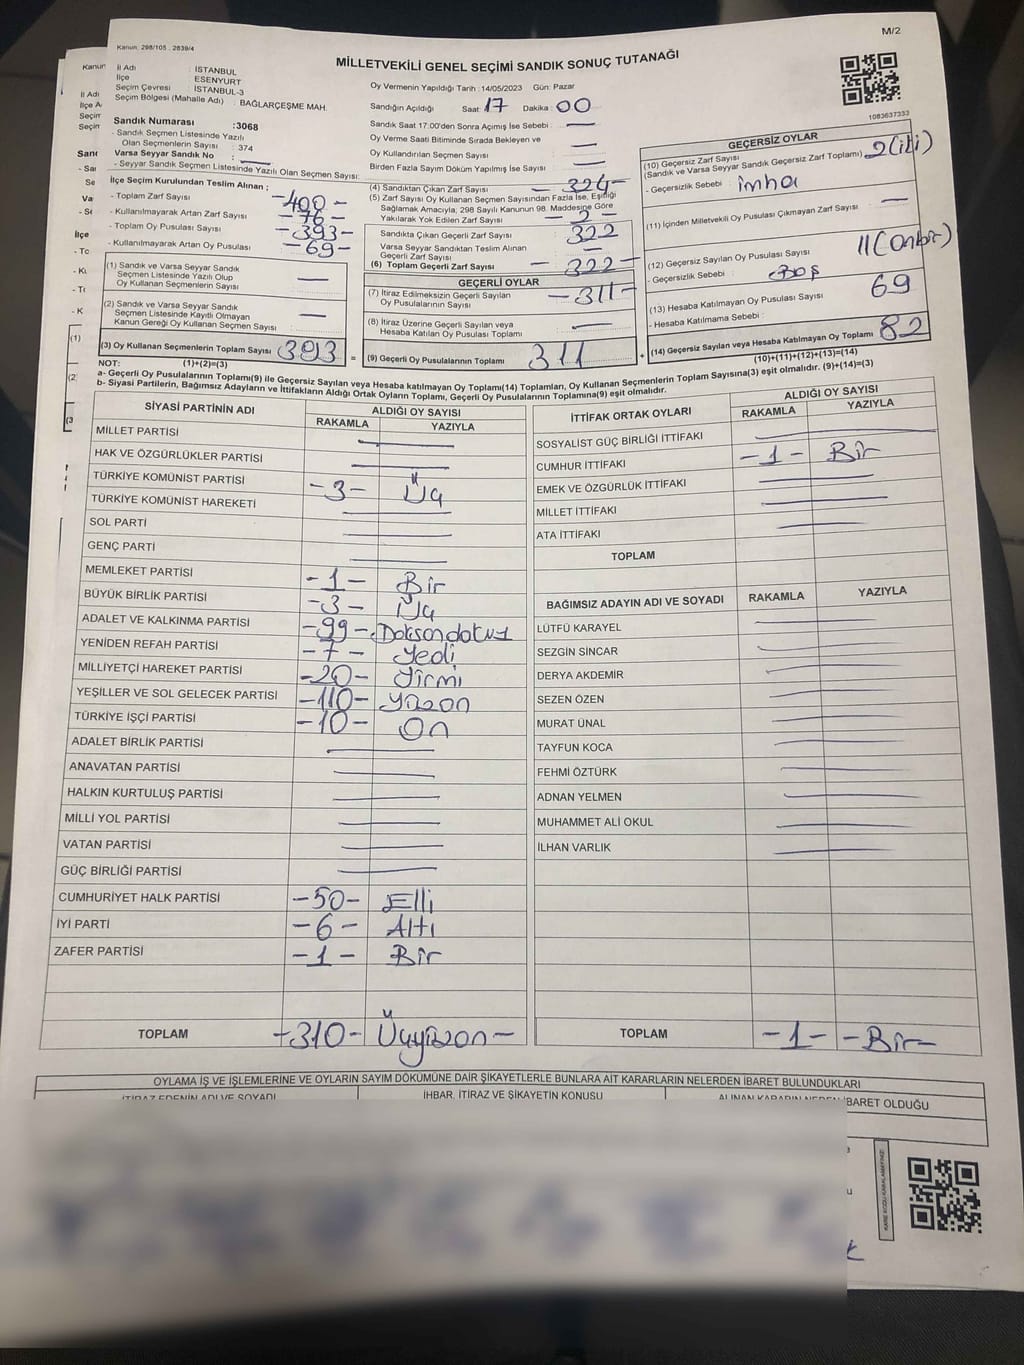 Kanun: 298/105 , 2839/4
M/2
MİLLETVEKİLİ GENEL SEÇİMİ SANDIK SONUÇ TUTANAĞI
İl Adı : İSTANBUL
İlçe : ESENYURT
Seçim Çevresi : İSTANBUL-3
Seçim Bölgesi (Mahalle Adı) : BAĞLARÇEŞME MAH.
Sandık Numarası :3068
- Sandık Seçmen Listesinde Yazılı
Olan Seçmenlerin Sayısı : 374
Varsa Seyyar Sandık No :
- Seyyar Sandık Seçmen Listesinde Yazılı Olan Seçmen Sayısı:
Oy Vermenin Yapıldığı Tarih :14/05/2023 Gün: Pazar
Sandığın Açıldığı Saat: 17 Dakika : 00
Sandık Saat 17:00'den Sonra Açımış İse Sebebi :
Oy Verme Saati Bitiminde Sırada Bekleyen ve
Oy Kullandırılan Seçmen Sayısı :
Birden Fazla Sayım Döküm Yapılmış İse Sayısı :
1083637333
İlçe Seçim Kurulundan Teslim Alınan ;
- Toplam Zarf Sayısı -400-
- Kullanılmayarak Artan Zarf Sayısı -76-
- Toplam Oy Pusulası Sayısı -393-
- Kullanılmayarak Artan Oy Pusulası -69-
(1) Sandık ve Varsa Seyyar Sandık
Seçmen Listesinde Yazılı Olup
Oy Kullanan Seçmenlerin Sayısı :
(2) Sandık ve Varsa Seyyar Sandık
Seçmen Listesinde Kayıtlı Olmayan
Kanun Gereği Oy Kullanan Seçmen Sayısı :
(3) Oy Kullanan Seçmenlerin Toplam Sayısı 393 =
(4) Sandıktan Çıkan Zarf Sayısı - 324-
(5) Zarf Sayısı Oy Kullanan Seçmen Sayısından Fazla İse, Eşitliği
Sağlamak Amacıyla; 298 Sayılı Kanunun 98. Maddesine Göre
Yakılarak Yok Edilen Zarf Sayısı - 2 -
Sandıkta Çıkan Geçerli Zarf Sayısı 322
Varsa Seyyar Sandıktan Teslim Alınan
Geçerli Zarf Sayısı :
(6) Toplam Geçerli Zarf Sayısı - 322-
GEÇERLİ OYLAR
(7) İtiraz Edilmeksizin Geçerli Sayılan
Oy Pusulalarının Sayısı : -311-
(8) İtiraz Üzerine Geçerli Sayılan veya
Hesaba Katılan Oy Pusulası Toplamı :
(9) Geçerli Oy Pusulalarının Toplamı 311 +
GEÇERSİZ OYLAR
(10) Geçersiz Zarf Sayısı
(Sandık ve Varsa Seyyar Sandık Geçersiz Zarf Toplamı) 2(iki)
- Geçersizlik Sebebi : imha
(11) İçinden Milletvekili Oy Pusulası Çıkmayan Zarf Sayısı :
(12) Geçersiz Sayılan Oy Pusulası Sayısı 11(onbir)
- Geçersizlik Sebebi : Boş
(13) Hesaba Katılmayan Oy Pusulası Sayısı 69
- Hesaba Katılmama Sebebi :
(14) Geçersiz Sayılan veya Hesaba Katılmayan Oy Toplamı 82
NOT: (1)+(2)=(3)
(10)+(11)+(12)+(13)=(14)
a- Geçerli Oy Pusulalarının Toplamı(9) ile Geçersiz Sayılan veya Hesaba katılmayan Oy Toplamı(14) Toplamları, Oy Kullanan Seçmenlerin Toplam Sayısına(3) eşit olmalıdır. (9)+(14)=(3)
b- Siyasi Partilerin, Bağımsız Adayların ve İttifakların Aldığı Ortak Oyların Toplamı, Geçerli Oy Pusulalarının Toplamına(9) eşit olmalıdır.
SİYASİ PARTİNİN ADI ALDIĞI OY SAYISI
RAKAMLA YAZIYLA
MİLLET PARTİSİ
HAK VE ÖZGÜRLÜKLER PARTİSİ
TÜRKİYE KOMÜNİST PARTİSİ -3- Üç
TÜRKİYE KOMÜNİST HAREKETİ
SOL PARTİ
GENÇ PARTİ
MEMLEKET PARTİSİ -1- Bir
BÜYÜK BİRLİK PARTİSİ -3- Üç
ADALET VE KALKINMA PARTİSİ -99- Doksandokuz
YENİDEN REFAH PARTİSİ -7- Yedi
MİLLİYETÇİ HAREKET PARTİSİ -20- Yirmi
YEŞİLLER VE SOL GELECEK PARTİSİ -110- Yüzon
TÜRKİYE İŞÇİ PARTİSİ -10- On
ADALET BİRLİK PARTİSİ
ANAVATAN PARTİSİ
HALKIN KURTULUŞ PARTİSİ
MİLLİ YOL PARTİSİ
VATAN PARTİSİ
GÜÇ BİRLİĞİ PARTİSİ
CUMHURİYET HALK PARTİSİ -50- Elli
İYİ PARTİ -6- Altı
ZAFER PARTİSİ -1- Bir
TOPLAM -310- Üçyüzon-
İTTİFAK ORTAK OYLARI ALDIĞI OY SAYISI
RAKAMLA YAZIYLA
SOSYALİST GÜÇ BİRLİĞİ İTTİFAKI
CUMHUR İTTİFAKI -1- Bir
EMEK VE ÖZGÜRLÜK İTTİFAKI
MİLLET İTTİFAKI
ATA İTTİFAKI
TOPLAM
BAĞIMSIZ ADAYIN ADI VE SOYADI RAKAMLA YAZIYLA
LÜTFÜ KARAYEL
SEZGİN SİNCAR
DERYA AKDEMİR
SEZEN ÖZEN
MURAT ÜNAL
TAYFUN KOCA
FEHMİ ÖZTÜRK
ADNAN YELMEN
MUHAMMET ALİ OKUL
İLHAN VARLIK
TOPLAM -1- -Bir-
OYLAMA İŞ VE İŞLEMLERİNE VE OYLARIN SAYIM DÖKÜMÜNE DAİR ŞİKAYETLERLE BUNLARA AİT KARARLARIN NELERDEN İBARET BULUNDUKLARI
İTİRAZ EDENİN ADI VE SOYADI İHBAR, İTİRAZ VE ŞİKAYETİN KONUSU ALINAN KARARIN NEDEN İBARET OLDUĞU
KARE KODU KARALAMAYINIZ